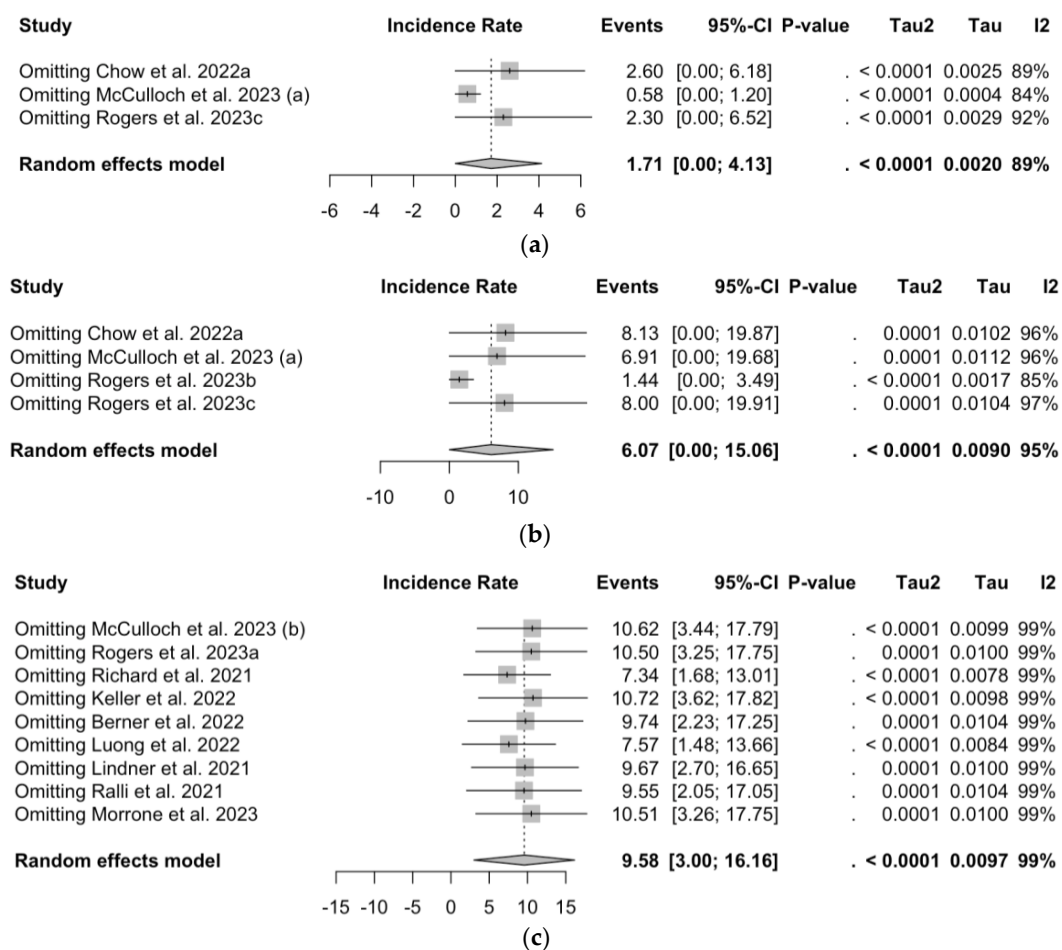 Study Incidence Rate Events 95%-CI P-value Tau2 Tau I2
Omitting Chow et al. 2022a 2.60 [0.00; 6.18] . < 0.0001 0.0025 89%
Omitting McCulloch et al. 2023 (a) 0.58 [0.00; 1.20] . < 0.0001 0.0004 84%
Omitting Rogers et al. 2023c 2.30 [0.00; 6.52] . < 0.0001 0.0029 92%
Random effects model 1.71 [0.00; 4.13] . < 0.0001 0.0020 89%
-6 -4 -2 0 2 4 6
(a)
Study Incidence Rate Events 95%-CI P-value Tau2 Tau I2
Omitting Chow et al. 2022a 8.13 [0.00; 19.87] . 0.0001 0.0102 96%
Omitting McCulloch et al. 2023 (a) 6.91 [0.00; 19.68] . 0.0001 0.0112 96%
Omitting Rogers et al. 2023b 1.44 [0.00; 3.49] . < 0.0001 0.0017 85%
Omitting Rogers et al. 2023c 8.00 [0.00; 19.91] . 0.0001 0.0104 97%
Random effects model 6.07 [0.00; 15.06] . < 0.0001 0.0090 95%
-10 0 10
(b)
Study Incidence Rate Events 95%-CI P-value Tau2 Tau I2
Omitting McCulloch et al. 2023 (b) 10.62 [3.44; 17.79] . < 0.0001 0.0099 99%
Omitting Rogers et al. 2023a 10.50 [3.25; 17.75] . 0.0001 0.0100 99%
Omitting Richard et al. 2021 7.34 [1.68; 13.01] . < 0.0001 0.0078 99%
Omitting Keller et al. 2022 10.72 [3.62; 17.82] . < 0.0001 0.0098 99%
Omitting Berner et al. 2022 9.74 [2.23; 17.25] . 0.0001 0.0104 99%
Omitting Luong et al. 2022 7.57 [1.48; 13.66] . < 0.0001 0.0084 99%
Omitting Lindner et al. 2021 9.67 [2.70; 16.65] . 0.0001 0.0100 99%
Omitting Ralli et al. 2021 9.55 [2.05; 17.05] . 0.0001 0.0104 99%
Omitting Morrone et al. 2023 10.51 [3.26; 17.75] . 0.0001 0.0100 99%
Random effects model 9.58 [3.00; 16.16] . < 0.0001 0.0097 99%
-15 -10 -5 0 5 10 15
(c)